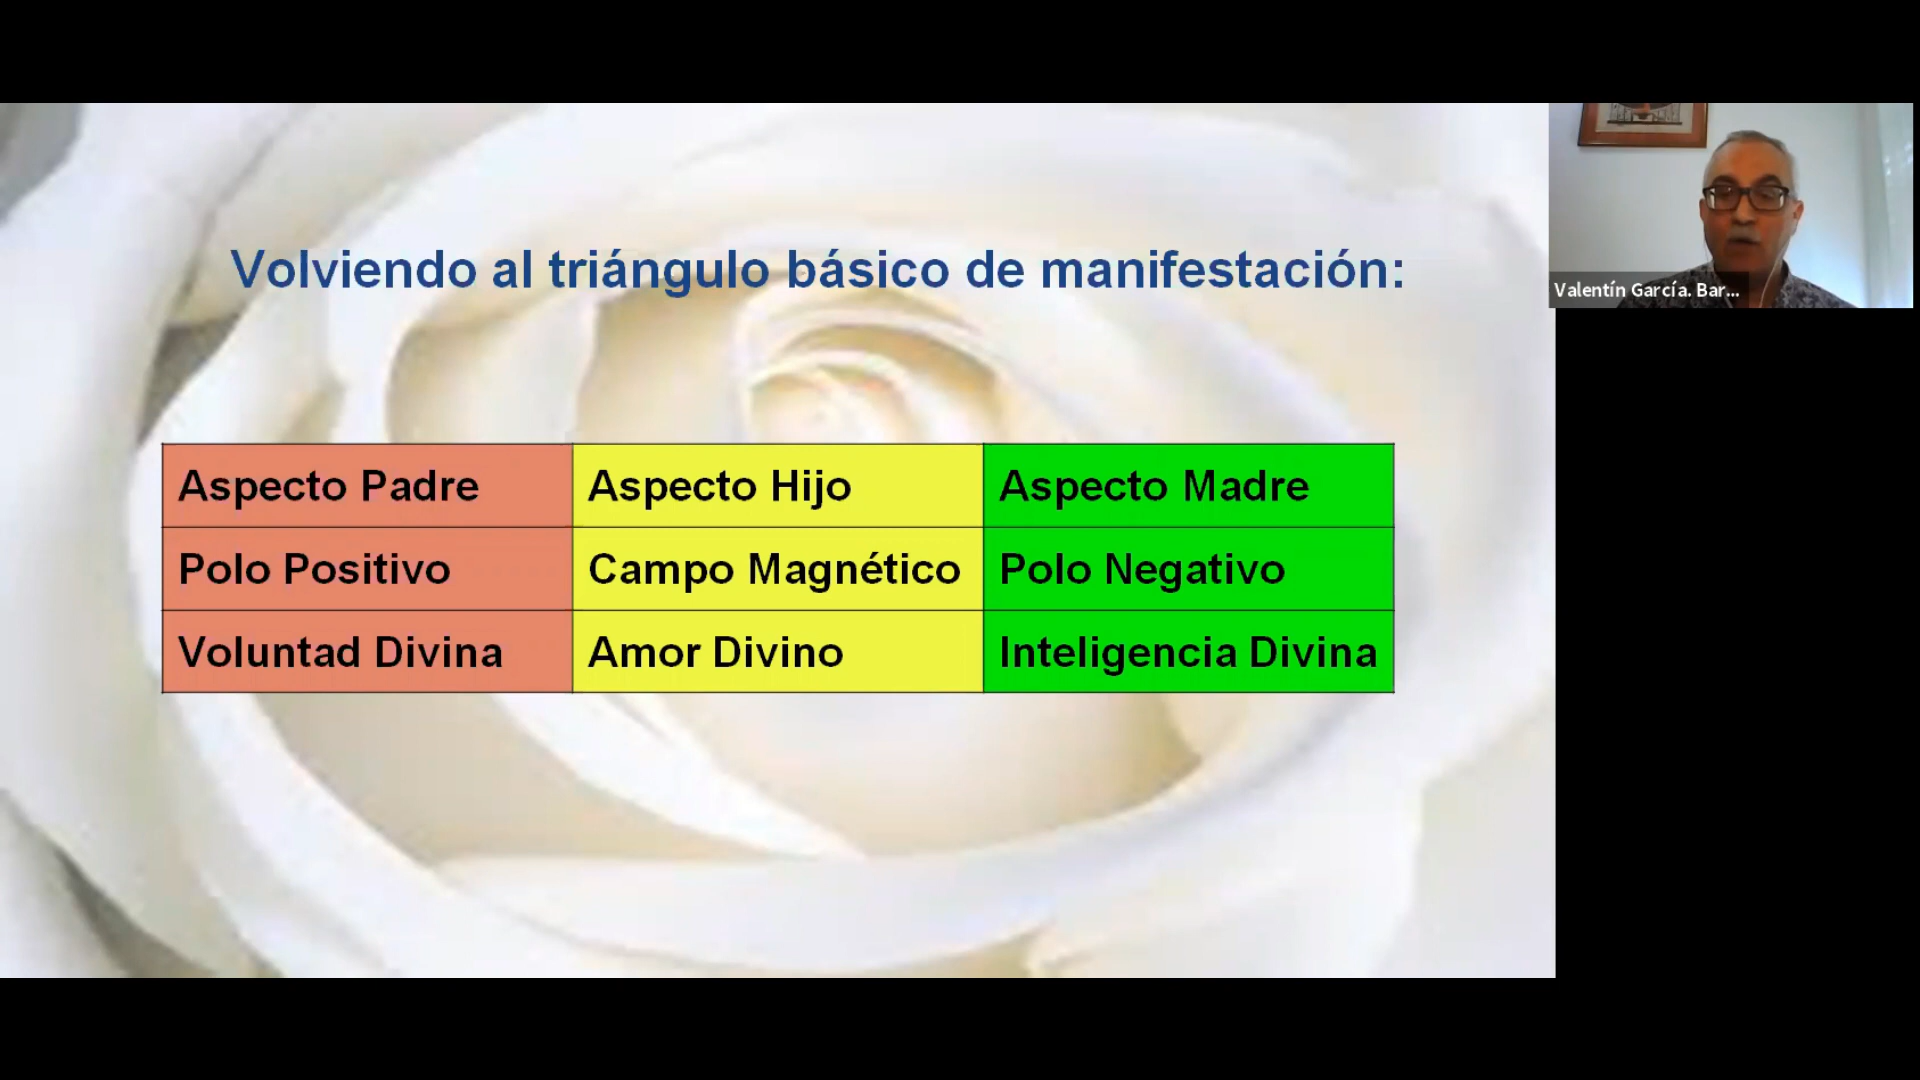 Volviendo al triángulo básico de manifestación:
Aspecto Padre Aspecto Hijo Aspecto Madre
Polo Positivo Campo Magnético Polo Negativo
Voluntad Divina Amor Divino Inteligencia Divina
Valentín García. Bar...